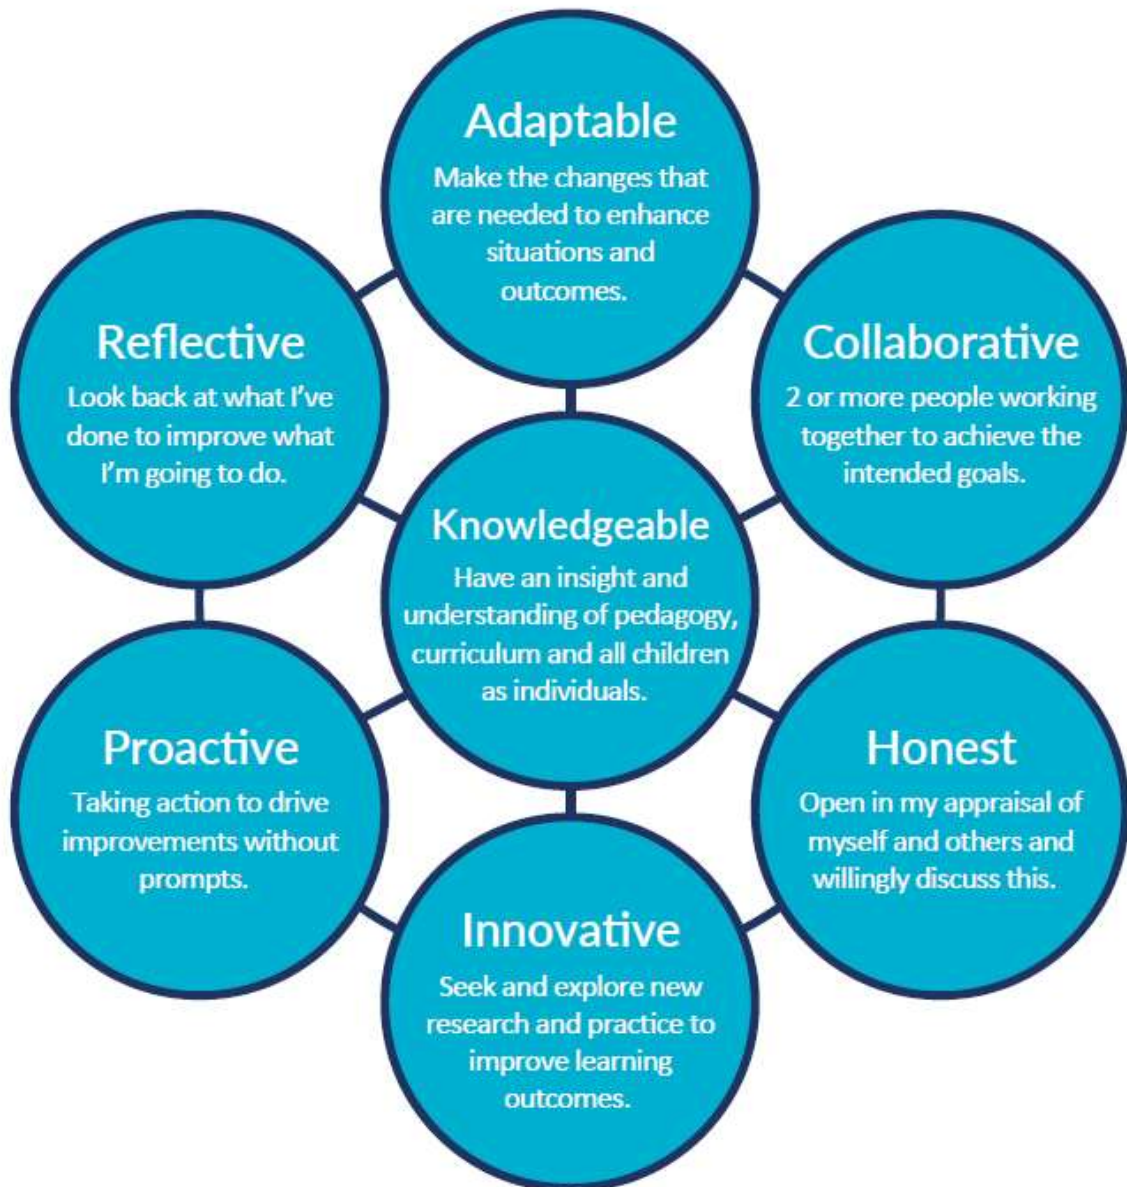 Adaptable
Make the changes that
are needed to enhance
situations and
outcomes.
Reflective
Look back at what I've
done to improve what
I'm going to do.
Collaborative
2 or more people working
together to achieve the
intended goals.
Knowledgeable
Have an insight and
understanding of pedagogy,
curriculum and all children
as individuals.
Proactive
Taking action to drive
improvements without
prompts.
Honest
Open in my appraisal of
myself and others and
willingly discuss this.
Innovative
Seek and explore new
research and practice to
improve learning
outcomes.